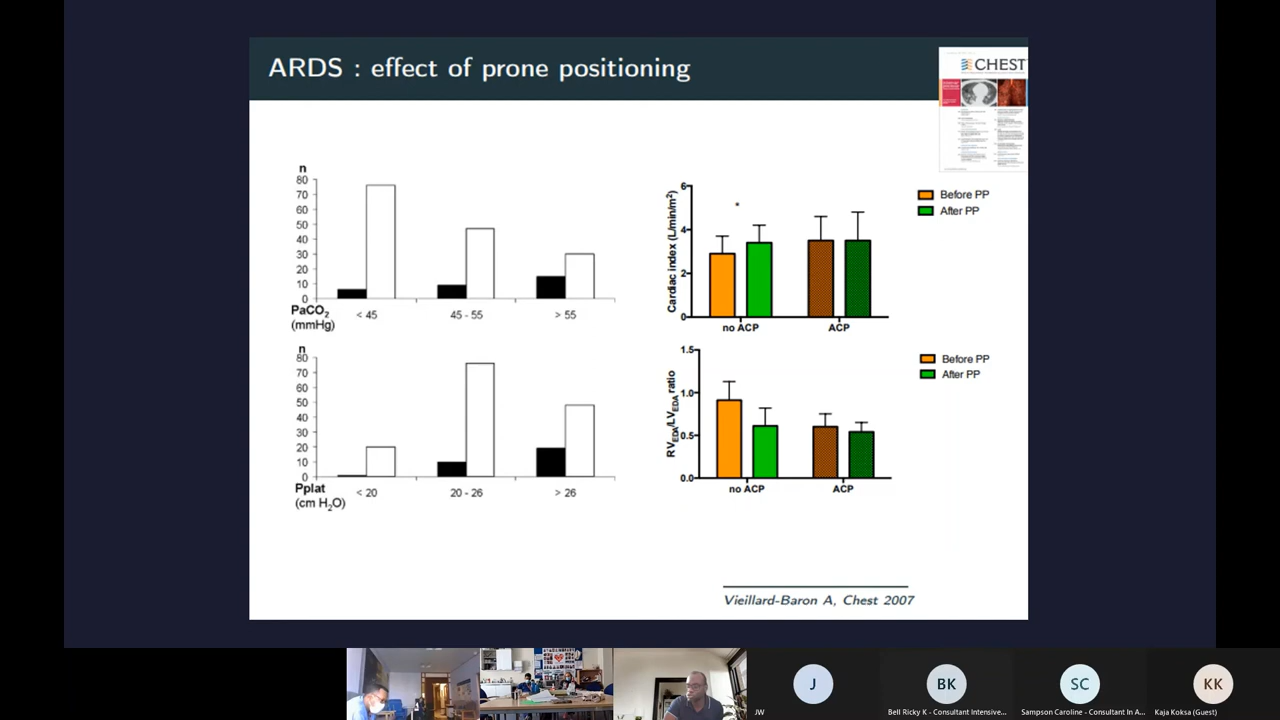 ARDS : effect of prone positioning
CHEST
n
80
70
60
50
40
30
20
10
0
PaCO2
(mmHg)
< 45
45 - 55
> 55
n
80
70
60
50
40
30
20
10
0
Pplat
(cm H2O)
< 20
20 - 26
> 26
Cardiac index (L/min/m²)
6
4
2
0
*
no ACP
ACP
Before PP
After PP
RVEDA/LVEDA ratio
1.5
1.0
0.5
0.0
no ACP
ACP
Before PP
After PP
Vieillard-Baron A, Chest 2007
J
JW
BK
Bell Ricky K - Consultant Intensive...
SC
Sampson Caroline - Consultant In A...
KK
Kaja Koksa (Guest)